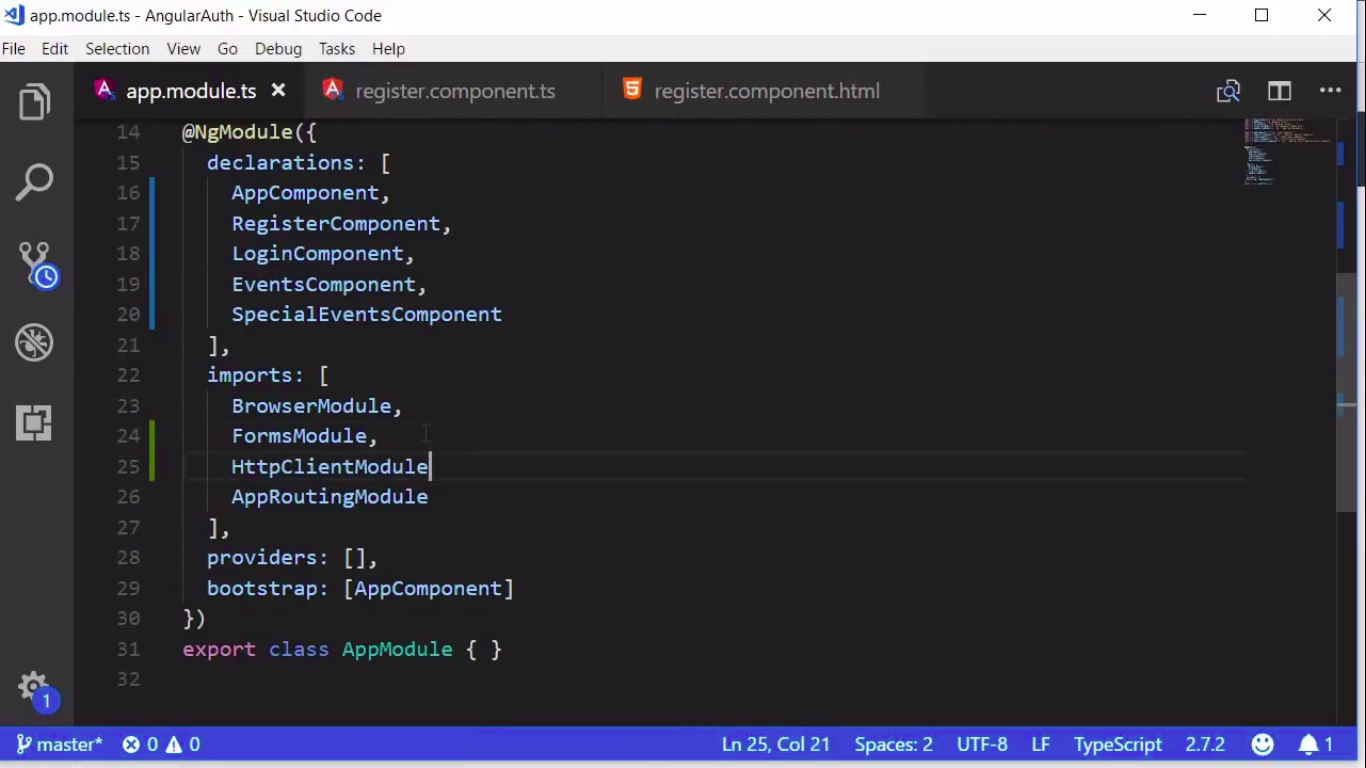 app.module.ts - AngularAuth - Visual Studio Code
File Edit Selection View Go Debug Tasks Help
app.module.ts register.component.ts register.component.html
14 @NgModule({
15 declarations: [
16 AppComponent,
17 RegisterComponent,
18 LoginComponent,
19 EventsComponent,
20 SpecialEventsComponent
21 ],
22 imports: [
23 BrowserModule,
24 FormsModule,
25 HttpClientModule
26 AppRoutingModule
27 ],
28 providers: [],
29 bootstrap: [AppComponent]
30 })
31 export class AppModule { }
32
1
master* 0 0 Ln 25, Col 21 Spaces: 2 UTF-8 LF TypeScript 2.7.2 1